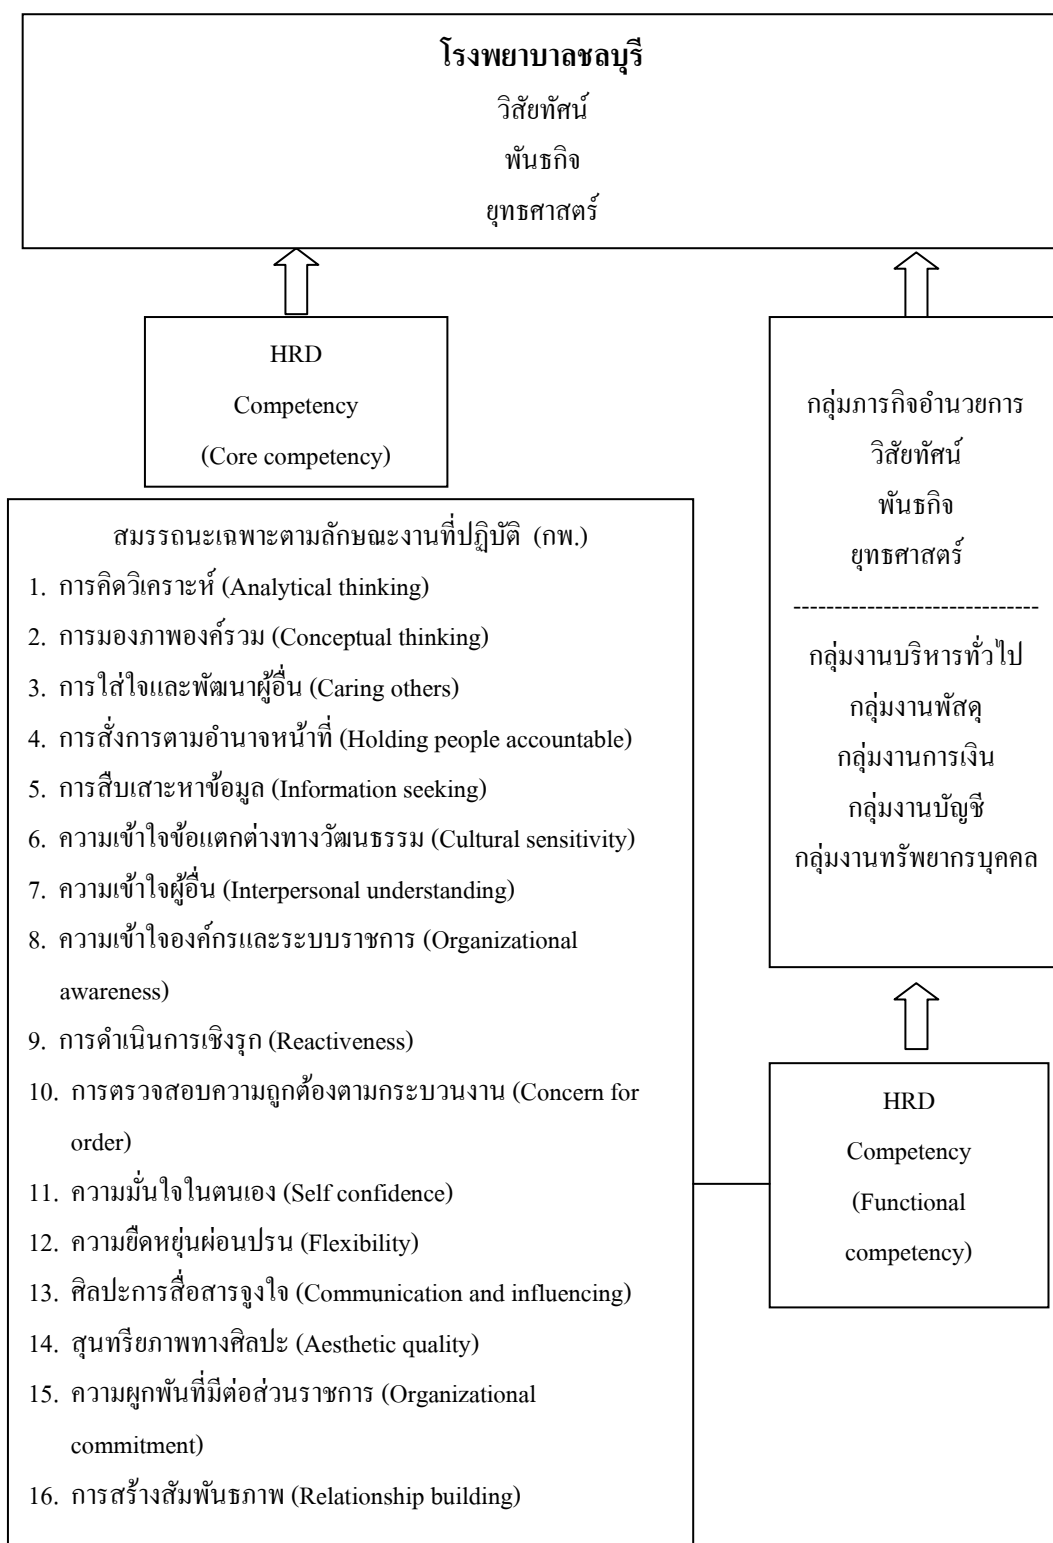 โรงพยาบาลชลบุรี
วิสัยทัศน์
พันธกิจ
ยุทธศาสตร์
HRD
Competency
(Core competency)
กลุ่มภารกิจอำนวยการ
วิสัยทัศน์
พันธกิจ
ยุทธศาสตร์
------------------------------
กลุ่มงานบริหารทั่วไป
กลุ่มงานพัสดุ
กลุ่มงานการเงิน
กลุ่มงานบัญชี
กลุ่มงานทรัพยากรบุคคล
สมรรถนะเฉพาะตามลักษณะงานที่ปฏิบัติ (กพ.)
1. การคิดวิเคราะห์ (Analytical thinking)
2. การมองภาพองค์รวม (Conceptual thinking)
3. การใส่ใจและพัฒนาผู้อื่น (Caring others)
4. การสั่งการตามอำนาจหน้าที่ (Holding people accountable)
5. การสืบเสาะหาข้อมูล (Information seeking)
6. ความเข้าใจข้อแตกต่างทางวัฒนธรรม (Cultural sensitivity)
7. ความเข้าใจผู้อื่น (Interpersonal understanding)
8. ความเข้าใจองค์กรและระบบราชการ (Organizational
awareness)
9. การดำเนินการเชิงรุก (Reactiveness)
10. การตรวจสอบความถูกต้องตามกระบวนงาน (Concern for
order)
11. ความมั่นใจในตนเอง (Self confidence)
12. ความยืดหยุ่นผ่อนปรน (Flexibility)
13. ศิลปะการสื่อสารจูงใจ (Communication and influencing)
14. สุนทรียภาพทางศิลปะ (Aesthetic quality)
15. ความผูกพันที่มีต่อส่วนราชการ (Organizational
commitment)
16. การสร้างสัมพันธภาพ (Relationship building)
HRD
Competency
(Functional
competency)